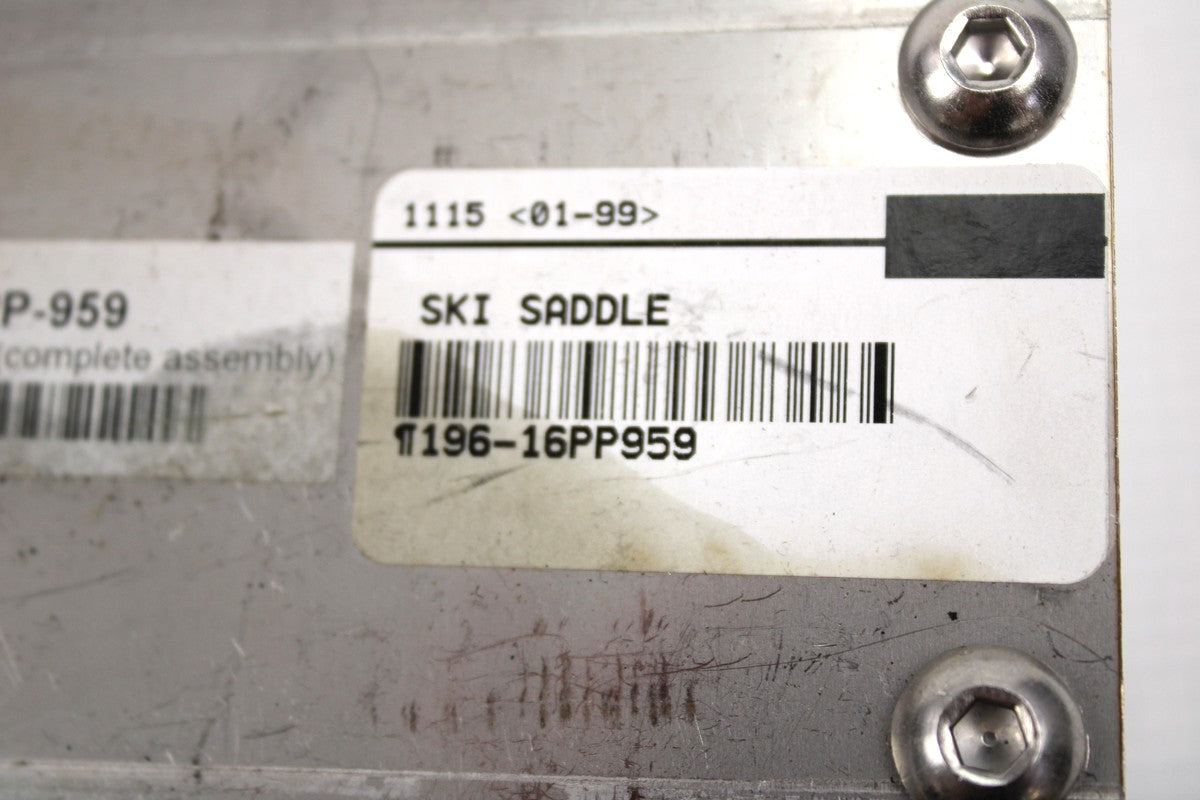 1115 <01-99>
SKI SADDLE
¶196-16PP959
P-959
(complete assembly)